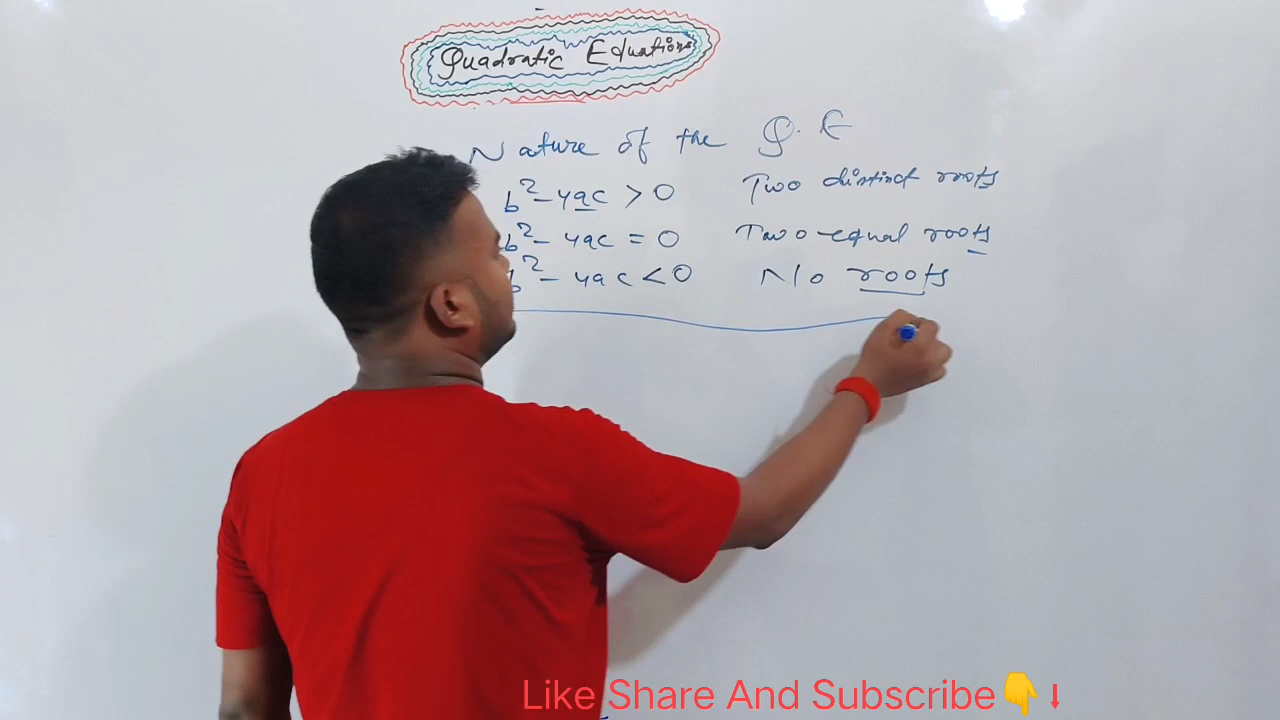 Quadratic Equations
Nature of the Q. E
b²-4ac > 0 Two distinct roots
b²-4ac = 0 Two equal roots
b²-4ac < 0 No roots
Like Share And Subscribe👇⬇